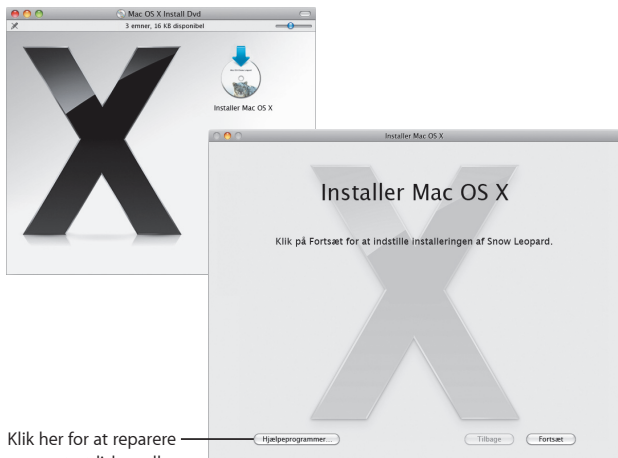 Mac OS X Install Dvd
3 emner, 16 KB disponibel
Installer Mac OS X
Installer Mac OS X
Installer Mac OS X
Klik på Fortsæt for at indstille installeringen af Snow Leopard.
Klik her for at reparere
Hjælpeprogrammer...
Tilbage
Fortsæt